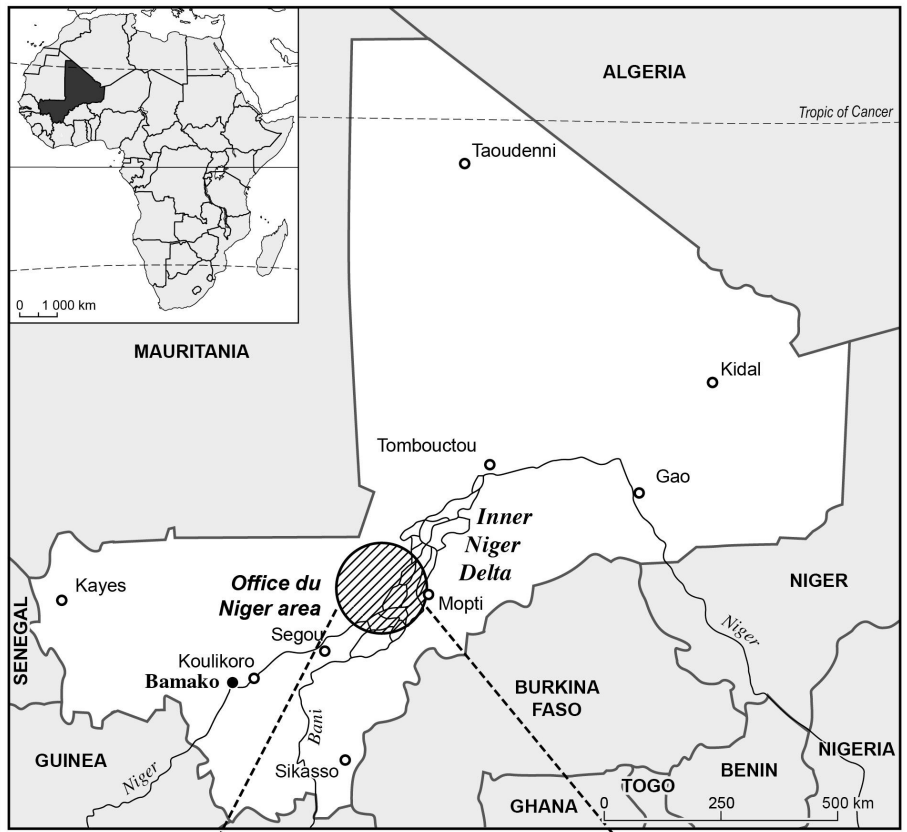 ALGERIA
Tropic of Cancer
Taoudenni
0 1 000 km
MAURITANIA
Kidal
Tombouctou
Gao
Inner
Niger
Delta
Office du
Niger area
Kayes
Mopti
NIGER
SENEGAL
Segou
Niger
Koulikoro
Bamako
BURKINA
FASO
Bani
GUINEA
Niger
Sikasso
NIGERIA
BENIN
TOGO
GHANA
0 250 500 km